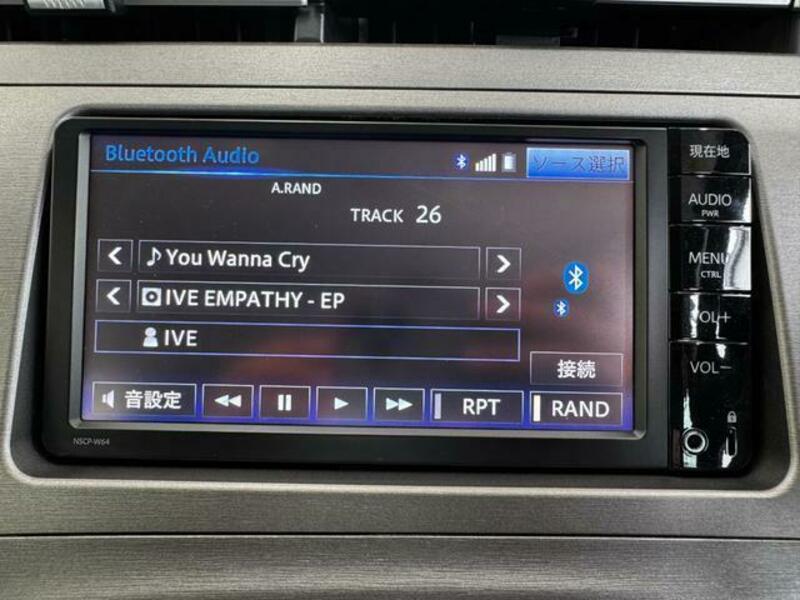 Bluetooth Audio
ソース選択
A.RAND
TRACK 26
You Wanna Cry
IVE EMPATHY - EP
IVE
接続
音設定
RPT
RAND
NSCP-W64
現在地
AUDIO
PWR
MENU
CTRL
VOL+
VOL-